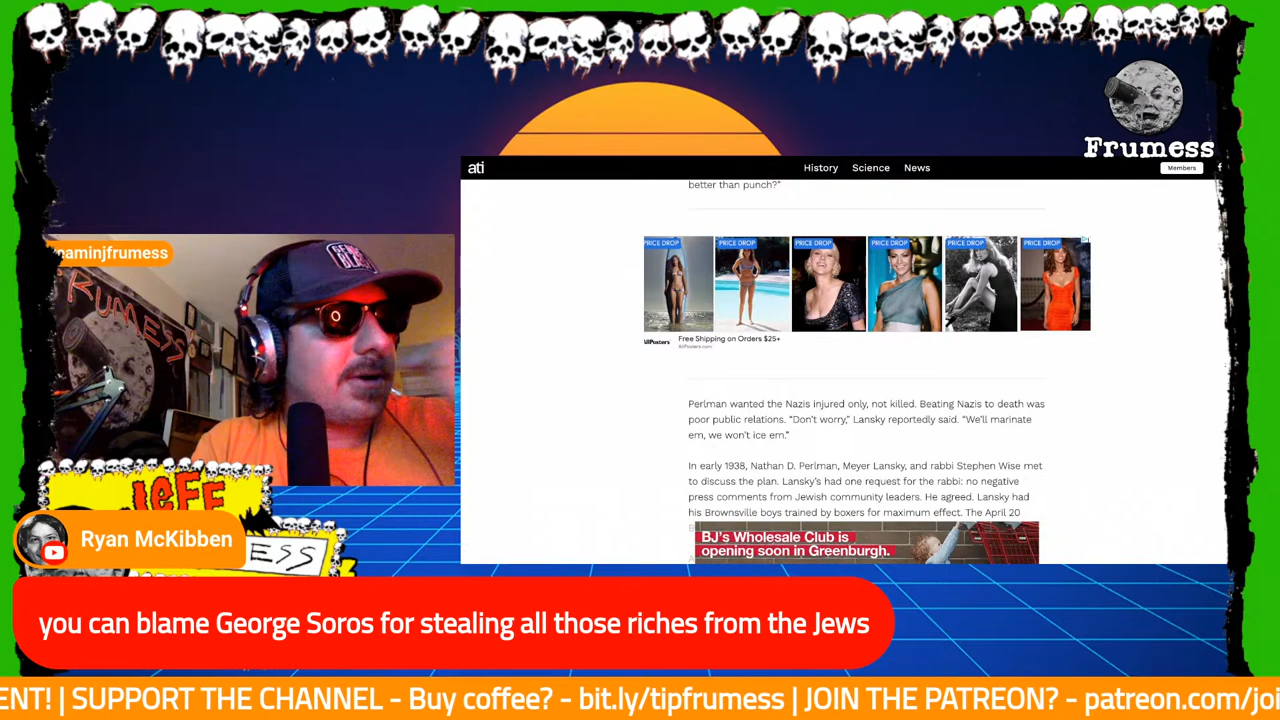 Frumess
ati
History
Science
News
Members
better than punch?"
PRICE DROP
PRICE DROP
PRICE DROP
PRICE DROP
PRICE DROP
PRICE DROP
AllPosters
Free Shipping on Orders $25+
AllPosters.com
eaminjfrumess
RUMESS
Perlman wanted the Nazis injured only, not killed. Beating Nazis to death was
poor public relations. “Don’t worry,” Lansky reportedly said. “We’ll marinate
em, we won’t ice em.”
In early 1938, Nathan D. Perlman, Meyer Lansky, and rabbi Stephen Wise met
to discuss the plan. Lansky’s had one request for the rabbi: no negative
press comments from Jewish community leaders. He agreed. Lansky had
his Brownsville boys trained by boxers for maximum effect. The April 20
BJ’s Wholesale Club is
opening soon in Greenburgh.
JEFF
ESS
Ryan McKibben
you can blame George Soros for stealing all those riches from the Jews
ENT! | SUPPORT THE CHANNEL - Buy coffee? - bit.ly/tipfrumess | JOIN THE PATREON? - patreon.com/joi